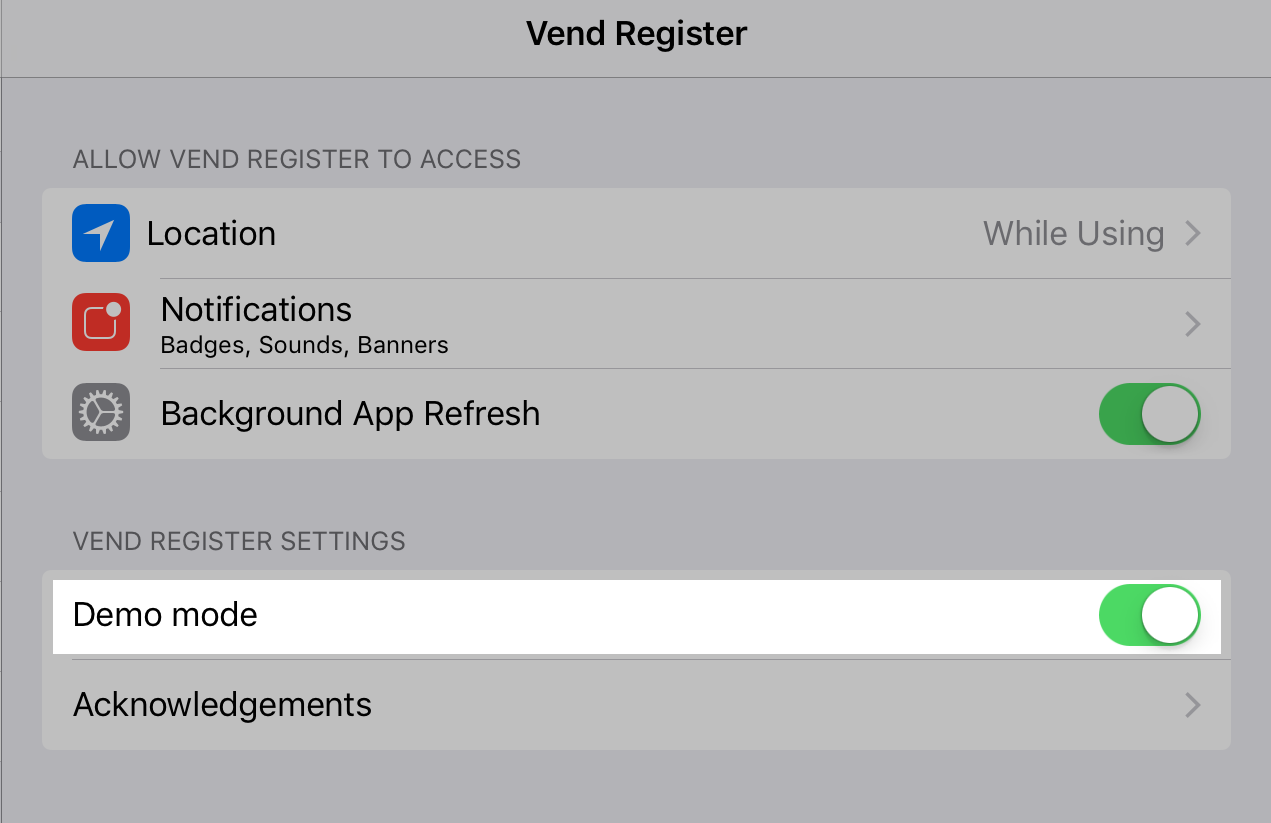 Vend Register
ALLOW VEND REGISTER TO ACCESS
Location
While Using
Notifications
Badges, Sounds, Banners
Background App Refresh
VEND REGISTER SETTINGS
Demo mode
Acknowledgements